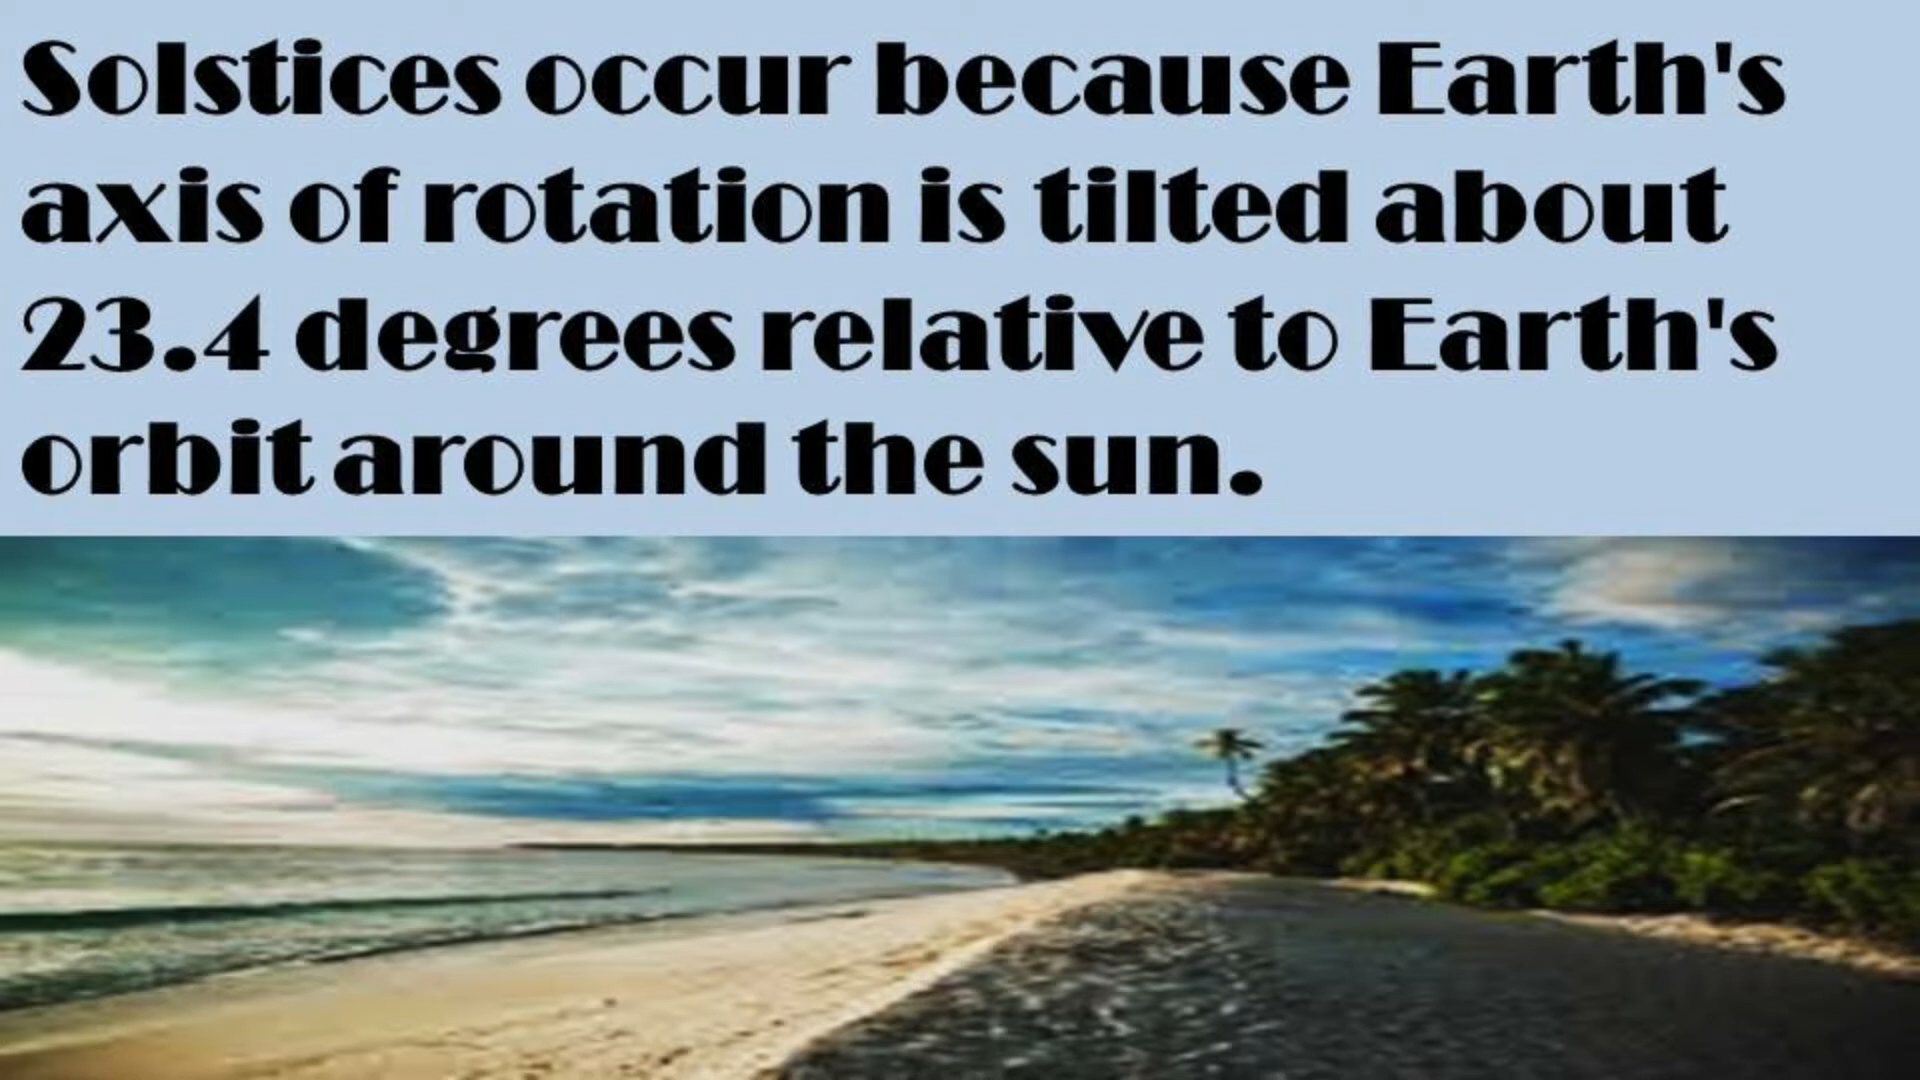 Solstices occur because Earth's
axis of rotation is tilted about
23.4 degrees relative to Earth's
orbit around the sun.